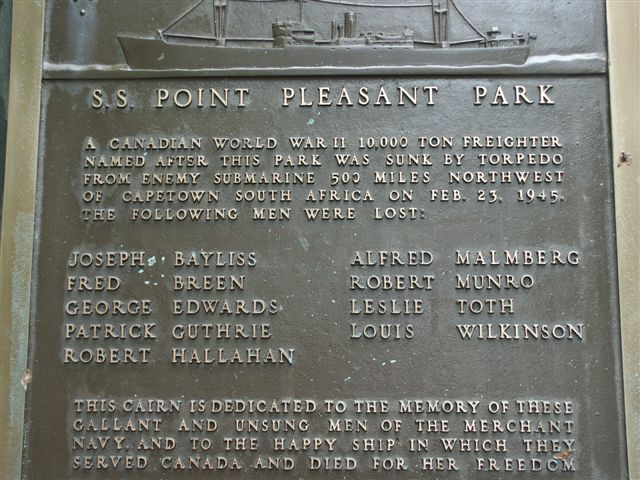 S.S. POINT PLEASANT PARK
A CANADIAN WORLD WAR II 10,000 TON FREIGHTER
NAMED AFTER THIS PARK WAS SUNK BY TORPEDO
FROM ENEMY SUBMARINE 500 MILES NORTHWEST
OF CAPETOWN SOUTH AFRICA ON FEB. 23, 1945.
THE FOLLOWING MEN WERE LOST:
JOSEPH BAYLISS
FRED BREEN
GEORGE EDWARDS
PATRICK GUTHRIE
ROBERT HALLAHAN
ALFRED MALMBERG
ROBERT MUNRO
LESLIE TOTH
LOUIS WILKINSON
THIS CAIRN IS DEDICATED TO THE MEMORY OF THESE
GALLANT AND UNSUNG MEN OF THE MERCHANT
NAVY, AND TO THE HAPPY SHIP IN WHICH THEY
SERVED CANADA AND DIED FOR HER FREEDOM